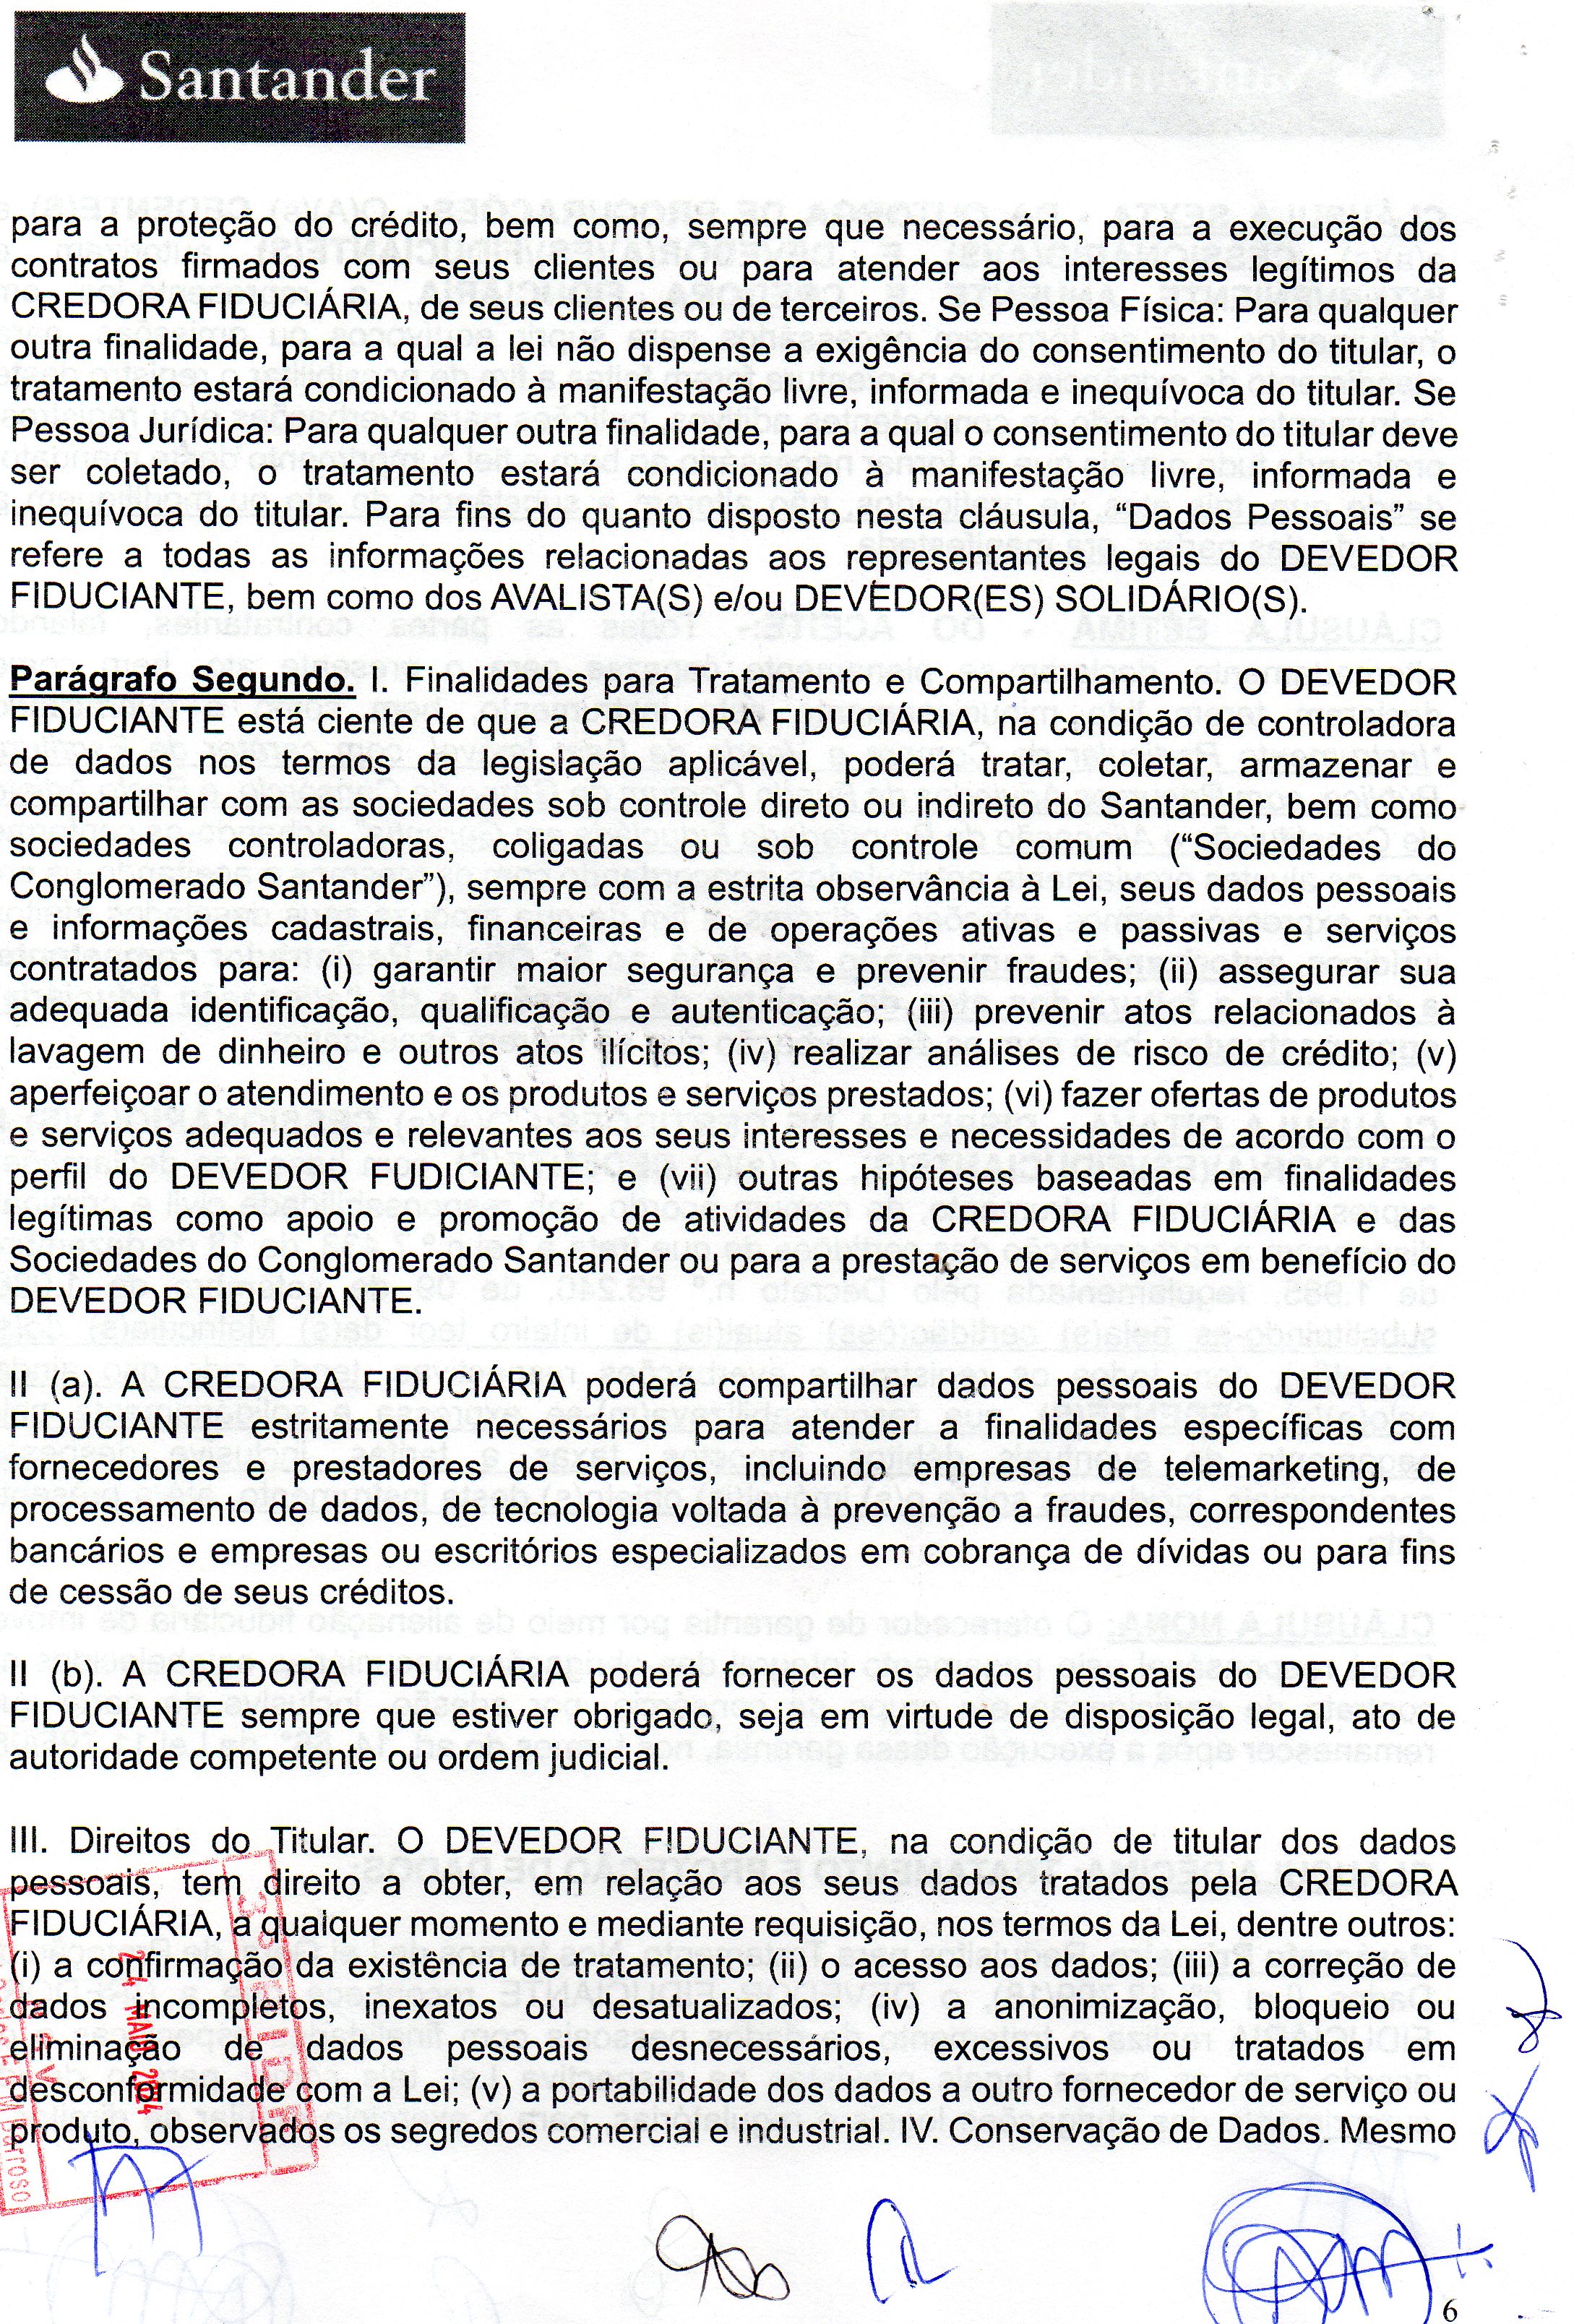 Santander
para a proteção do crédito, bem como, sempre que necessário, para a execução dos
contratos firmados com seus clientes ou para atender aos interesses legítimos da
CREDORA FIDUCIÁRIA, de seus clientes ou de terceiros. Se Pessoa Física: Para qualquer
outra finalidade, para a qual a lei não dispense a exigência do consentimento do titular, o
tratamento estará condicionado à manifestação livre, informada e inequívoca do titular. Se
Pessoa Jurídica: Para qualquer outra finalidade, para a qual o consentimento do titular deve
ser coletado, o tratamento estará condicionado à manifestação livre, informada e
inequívoca do titular. Para fins do quanto disposto nesta cláusula, “Dados Pessoais” se
refere a todas as informações relacionadas aos representantes legais do DEVEDOR
FIDUCIANTE, bem como dos AVALISTA(S) e/ou DEVEDOR(ES) SOLIDÁRIO(S).
Parágrafo Segundo. I. Finalidades para Tratamento e Compartilhamento. O DEVEDOR
FIDUCIANTE está ciente de que a CREDORA FIDUCIÁRIA, na condição de controladora
de dados nos termos da legislação aplicável, poderá tratar, coletar, armazenar e
compartilhar com as sociedades sob controle direto ou indireto do Santander, bem como
sociedades controladoras, coligadas ou sob controle comum (“Sociedades do
Conglomerado Santander”), sempre com a estrita observância à Lei, seus dados pessoais
e informações cadastrais, financeiras e de operações ativas e passivas e serviços
contratados para: (i) garantir maior segurança e prevenir fraudes; (ii) assegurar sua
adequada identificação, qualificação e autenticação; (iii) prevenir atos relacionados à
lavagem de dinheiro e outros atos ilícitos; (iv) realizar análises de risco de crédito; (v)
aperfeiçoar o atendimento e os produtos e serviços prestados; (vi) fazer ofertas de produtos
e serviços adequados e relevantes aos seus interesses e necessidades de acordo com o
perfil do DEVEDOR FUDICIANTE; e (vii) outras hipóteses baseadas em finalidades
legítimas como apoio e promoção de atividades da CREDORA FIDUCIÁRIA e das
Sociedades do Conglomerado Santander ou para a prestação de serviços em benefício do
DEVEDOR FIDUCIANTE.
II (a). A CREDORA FIDUCIÁRIA poderá compartilhar dados pessoais do DEVEDOR
FIDUCIANTE estritamente necessários para atender a finalidades específicas com
fornecedores e prestadores de serviços, incluindo empresas de telemarketing, de
processamento de dados, de tecnologia voltada à prevenção a fraudes, correspondentes
bancários e empresas ou escritórios especializados em cobrança de dívidas ou para fins
de cessão de seus créditos.
II (b). A CREDORA FIDUCIÁRIA poderá fornecer os dados pessoais do DEVEDOR
FIDUCIANTE sempre que estiver obrigado, seja em virtude de disposição legal, ato de
autoridade competente ou ordem judicial.
III. Direitos do Titular. O DEVEDOR FIDUCIANTE, na condição de titular dos dados
pessoais, tem direito a obter, em relação aos seus dados tratados pela CREDORA
FIDUCIÁRIA, a qualquer momento e mediante requisição, nos termos da Lei, dentre outros:
(i) a confirmação da existência de tratamento; (ii) o acesso aos dados; (iii) a correção de
dados incompletos, inexatos ou desatualizados; (iv) a anonimização, bloqueio ou
eliminação de dados pessoais desnecessários, excessivos ou tratados em
desconformidade com a Lei; (v) a portabilidade dos dados a outro fornecedor de serviço ou
produto, observados os segredos comercial e industrial. IV. Conservação de Dados. Mesmo
24 MAIO 2024
6